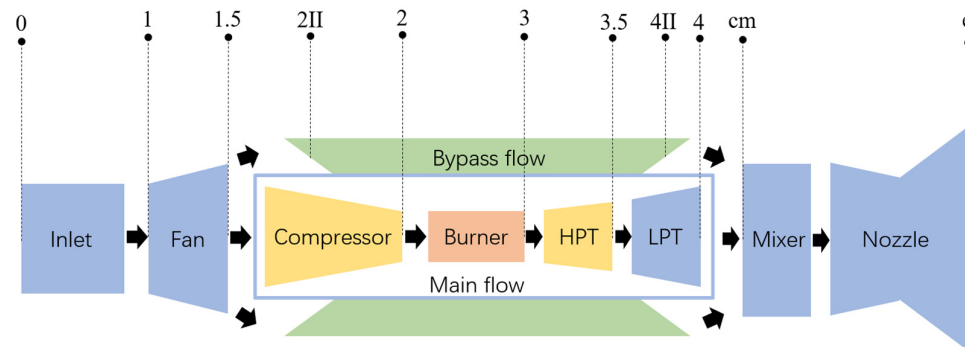 0
1
1.5
2II
2
3
3.5
4II
4
cm
e
Bypass flow
Inlet
Fan
Compressor
Burner
HPT
LPT
Mixer
Nozzle
Main flow